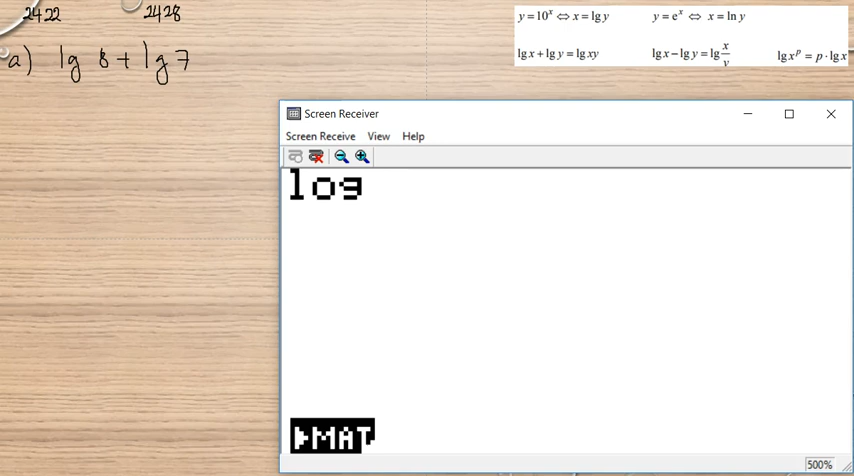 2422
2428
a) lg 8 + lg 7
y = 10ˣ ⇔ x = lg y
y = eˣ ⇔ x = ln y
lg x + lg y = lg xy
lg x − lg y = lg x/y
lg xᵖ = p · lg x
Screen Receiver
Screen Receive View Help
log
▶MAT
500%